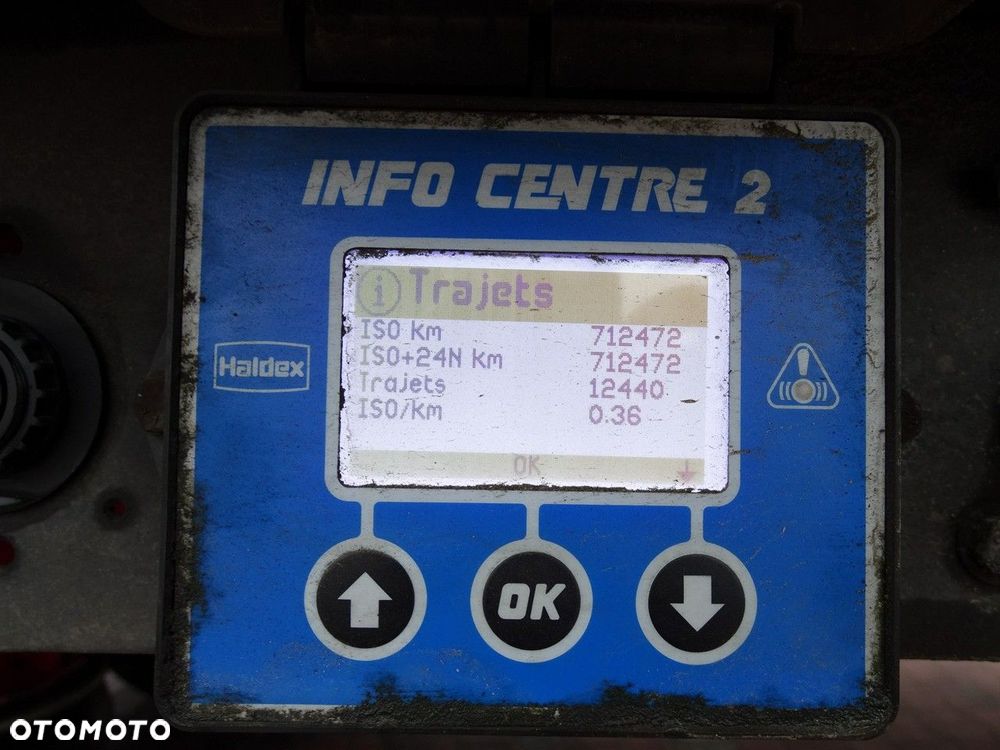 INFO CENTRE 2
i Trajets
ISO Km 712472
ISO+24N Km 712472
Trajets 12440
ISO/Km 0.36
OK
Haldex
OK
OTOMOTO